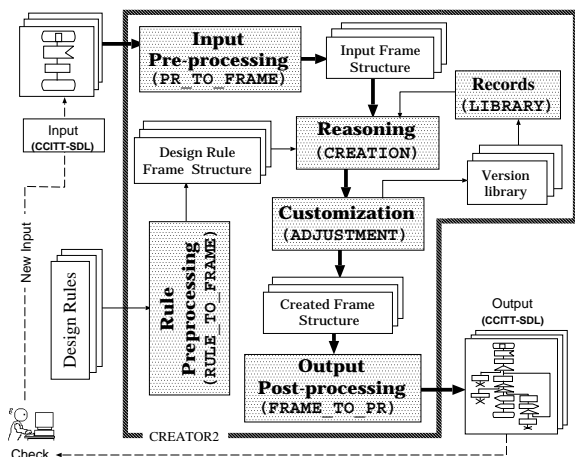 Input
Pre-processing
(PR_TO_FRAME)
Input Frame
Structure
Records
(LIBRARY)
Input
(CCITT-SDL)
Reasoning
(CREATION)
Design Rule
Frame Structure
Version
library
Customization
(ADJUSTMENT)
New Input
Design Rules
Rule
Preprocessing
(RULE_TO_FRAME)
Created Frame
Structure
Output
(CCITT-SDL)
Output
Post-processing
(FRAME_TO_PR)
CREATOR2
Check